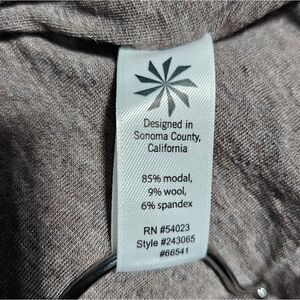 Designed in
Sonoma County,
California
85% modal,
9% wool,
6% spandex
RN #54023
Style #243065
#66541